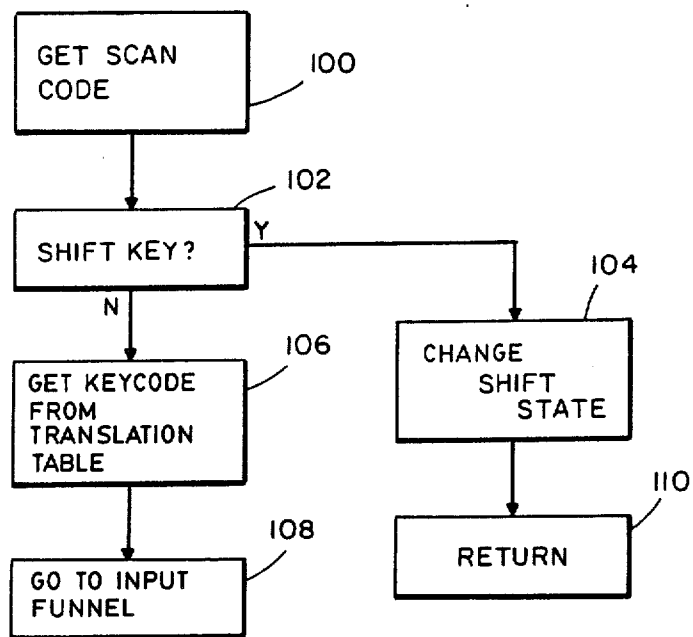 GET SCAN
CODE
100
102
SHIFT KEY?
Y
N
104
CHANGE
SHIFT
STATE
106
GET KEYCODE
FROM
TRANSLATION
TABLE
110
RETURN
108
GO TO INPUT
FUNNEL